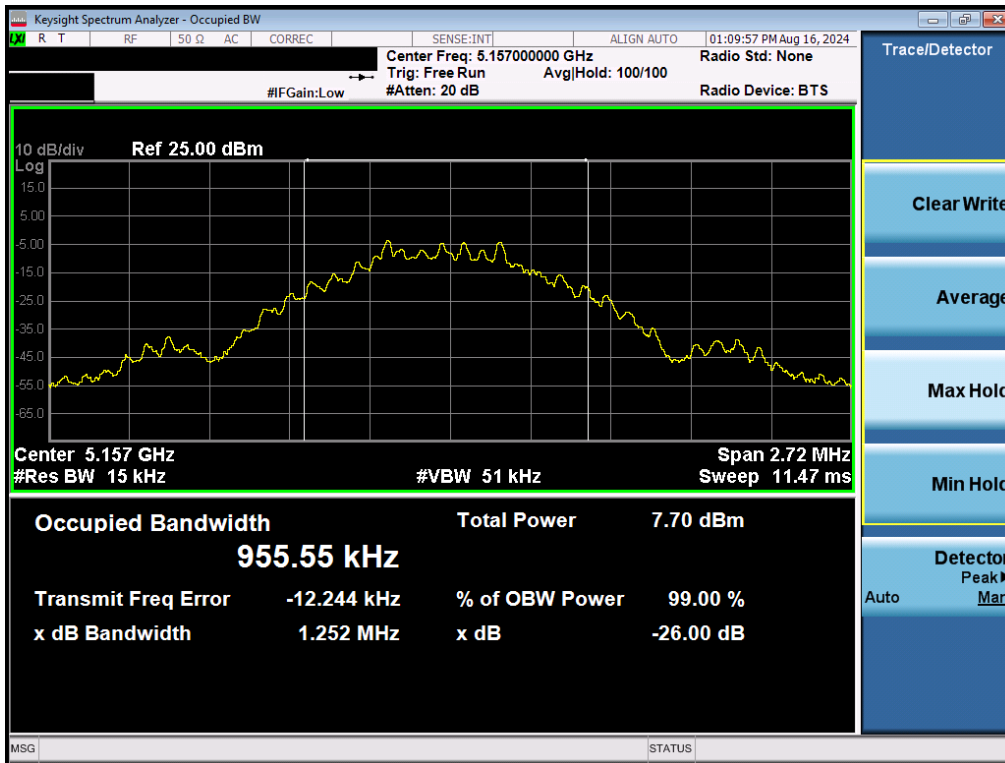 Keysight Spectrum Analyzer - Occupied BW
LXI R T RF 50 Ω AC CORREC SENSE:INT ALIGN AUTO 01:09:57 PM Aug 16, 2024
Center Freq: 5.157000000 GHz Radio Std: None
Trig: Free Run Avg|Hold: 100/100
#IFGain:Low #Atten: 20 dB Radio Device: BTS
10 dB/div Ref 25.00 dBm
Log
15.0
5.00
-5.00
-15.0
-25.0
-35.0
-45.0
-55.0
-65.0
Center 5.157 GHz Span 2.72 MHz
#Res BW 15 kHz #VBW 51 kHz Sweep 11.47 ms
Occupied Bandwidth Total Power 7.70 dBm
955.55 kHz
Transmit Freq Error -12.244 kHz % of OBW Power 99.00 %
x dB Bandwidth 1.252 MHz x dB -26.00 dB
MSG STATUS
Trace/Detector
Clear Write
Average
Max Hold
Min Hold
Detector
Peak
Auto Man